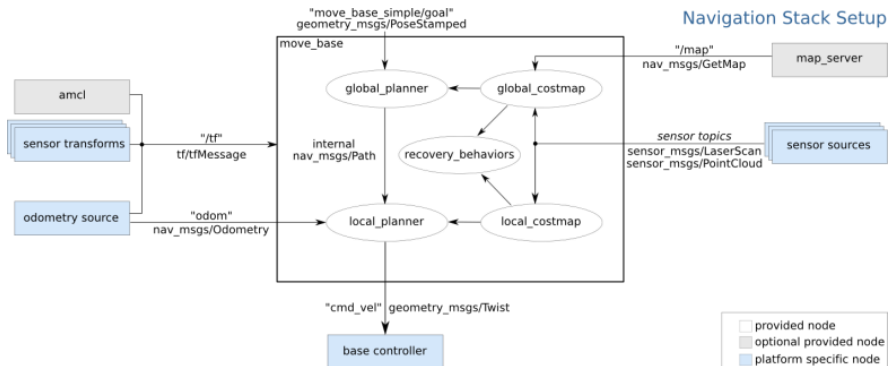 "move_base_simple/goal"
geometry_msgs/PoseStamped
Navigation Stack Setup
move_base
"/map"
nav_msgs/GetMap
map_server
amcl
global_planner
global_costmap
sensor transforms
"/tf"
tf/tfMessage
internal
nav_msgs/Path
recovery_behaviors
sensor topics
sensor_msgs/LaserScan
sensor_msgs/PointCloud
sensor sources
odometry source
"odom"
nav_msgs/Odometry
local_planner
local_costmap
"cmd_vel" geometry_msgs/Twist
base controller
provided node
optional provided node
platform specific node